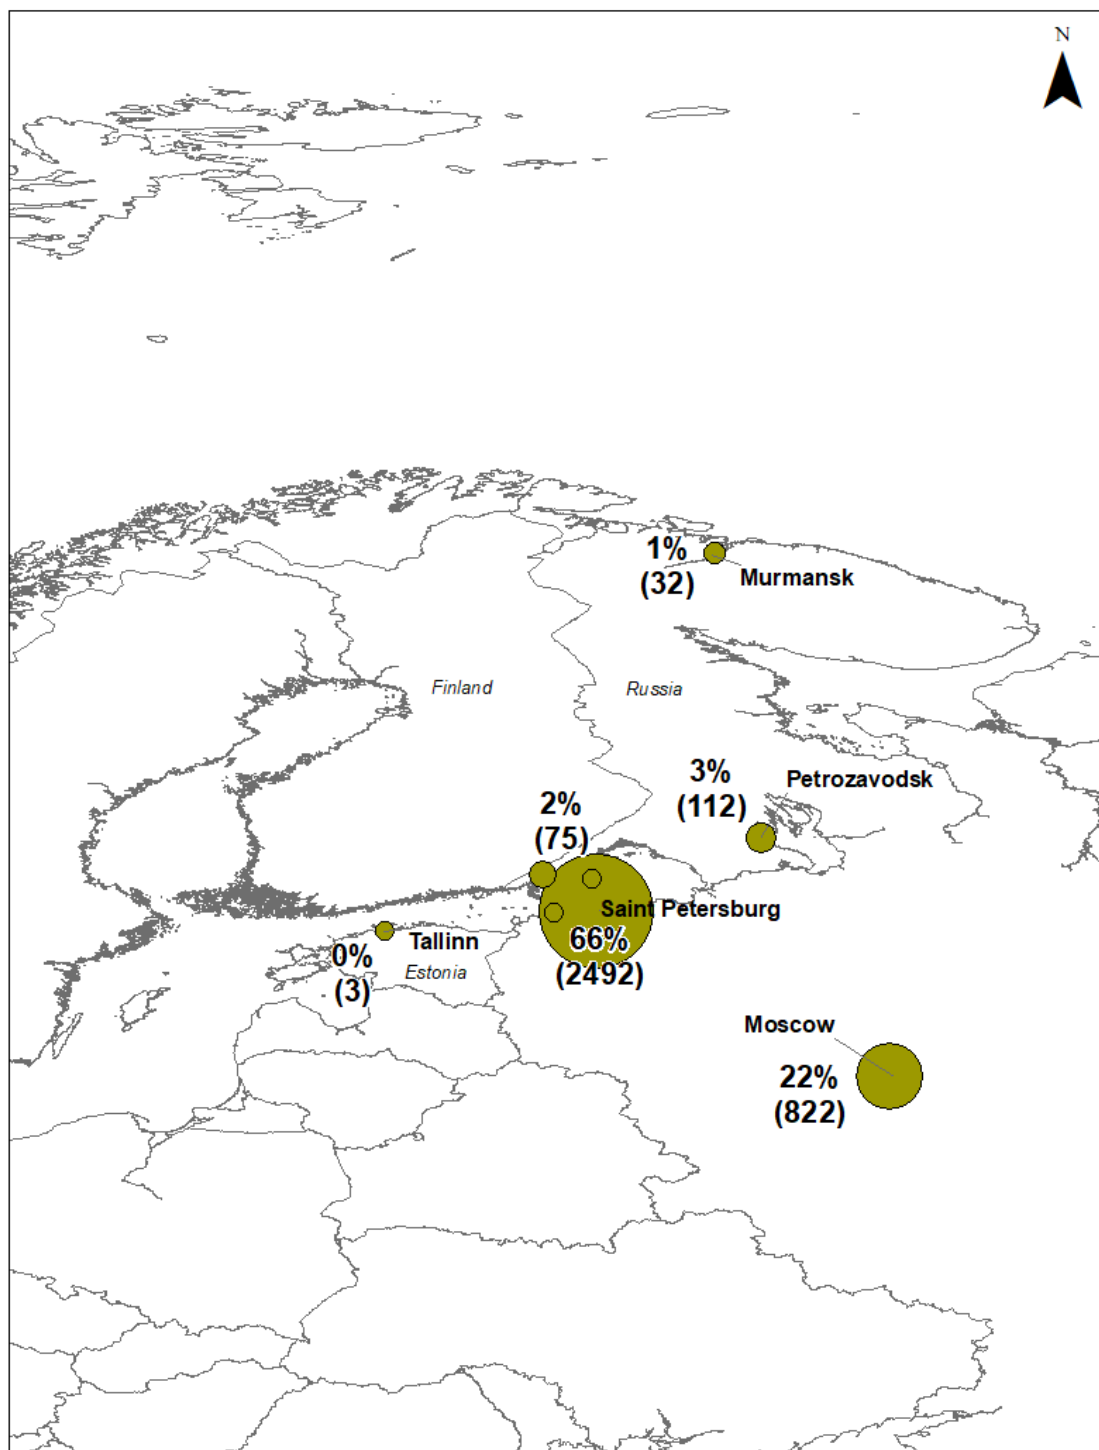 N
1%
(32)
Murmansk
Finland
Russia
3%
(112)
Petrozavodsk
2%
(75)
Saint Petersburg
66%
(2492)
Tallinn
0%
(3)
Estonia
Moscow
22%
(822)